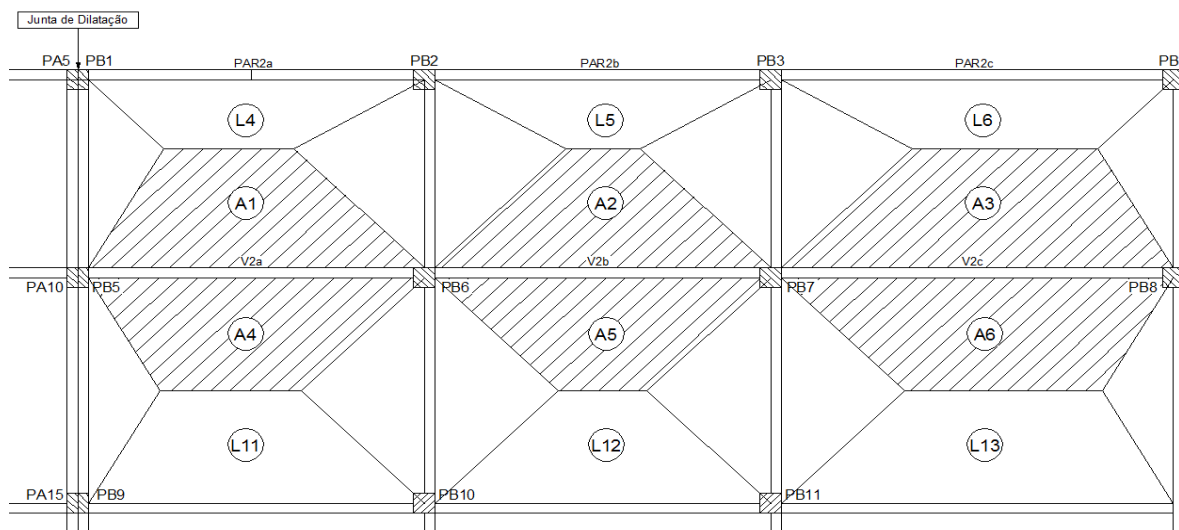 Junta de Dilatação
PA5 PB1 PAR2a PB2 PAR2b PB3 PAR2c PB
L4 L5 L6
A1 A2 A3
V2a V2b V2c
PA10 PB5 PB6 PB7 PB8
A4 A5 A6
L11 L12 L13
PA15 PB9 PB10 PB11